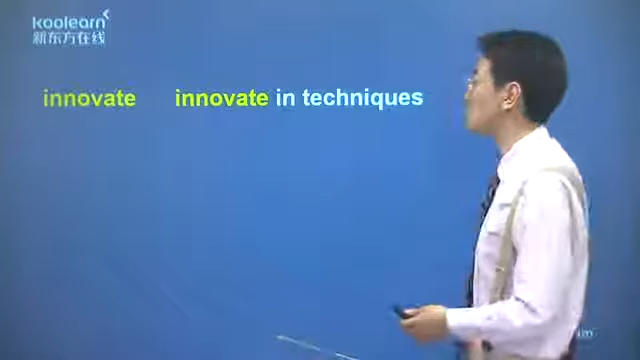 koolearn
新东方在线
innovate
innovate in techniques